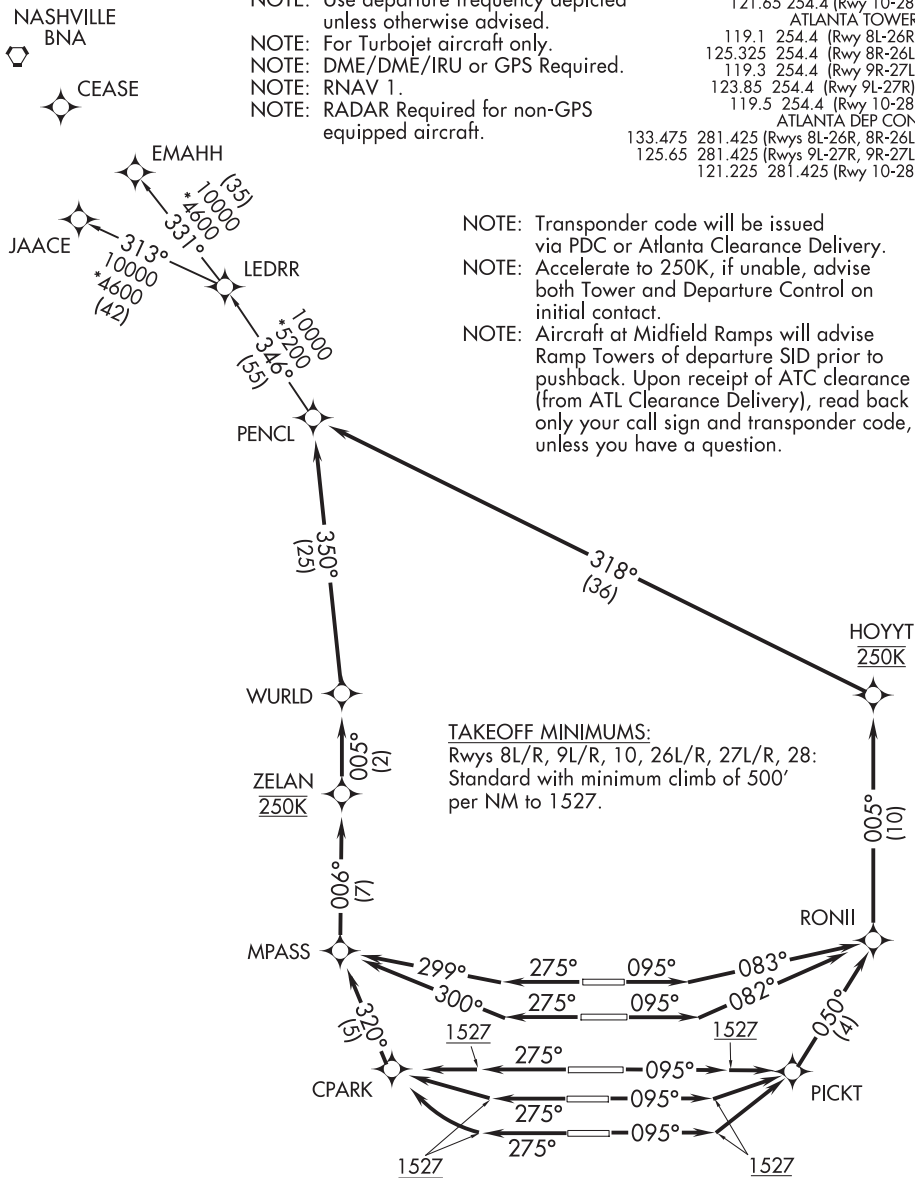 NASHVILLE
BNA
CEASE
EMAHH
(35)
10000
*4600
331°
JAACE
313°
10000
*4600
(42)
LEDRR
10000
*5200
346°
(55)
PENCL
NOTE: Use departure frequency depicted
unless otherwise advised.
NOTE: For Turbojet aircraft only.
NOTE: DME/DME/IRU or GPS Required.
NOTE: RNAV 1.
NOTE: RADAR Required for non-GPS
equipped aircraft.
121.65 254.4 (Rwy 10-28
ATLANTA TOWER
119.1 254.4 (Rwy 8L-26R
125.325 254.4 (Rwy 8R-26L
119.3 254.4 (Rwy 9R-27L
123.85 254.4 (Rwy 9L-27R)
119.5 254.4 (Rwy 10-28
ATLANTA DEP CON
133.475 281.425 (Rwys 8L-26R, 8R-26L
125.65 281.425 (Rwys 9L-27R, 9R-27L
121.225 281.425 (Rwy 10-28
NOTE: Transponder code will be issued
via PDC or Atlanta Clearance Delivery.
NOTE: Accelerate to 250K, if unable, advise
both Tower and Departure Control on
initial contact.
NOTE: Aircraft at Midfield Ramps will advise
Ramp Towers of departure SID prior to
pushback. Upon receipt of ATC clearance
(from ATL Clearance Delivery), read back
only your call sign and transponder code,
unless you have a question.
350°
(25)
318°
(36)
HOYYT
250K
WURLD
005°
(2)
ZELAN
250K
TAKEOFF MINIMUMS:
Rwys 8L/R, 9L/R, 10, 26L/R, 27L/R, 28:
Standard with minimum climb of 500'
per NM to 1527.
005°
(10)
006°
(7)
RONII
MPASS
299°
275°
095°
083°
300°
275°
095°
082°
320°
(5)
1527
275°
095°
1527
050°
(4)
CPARK
PICKT
275°
095°
275°
095°
1527
1527